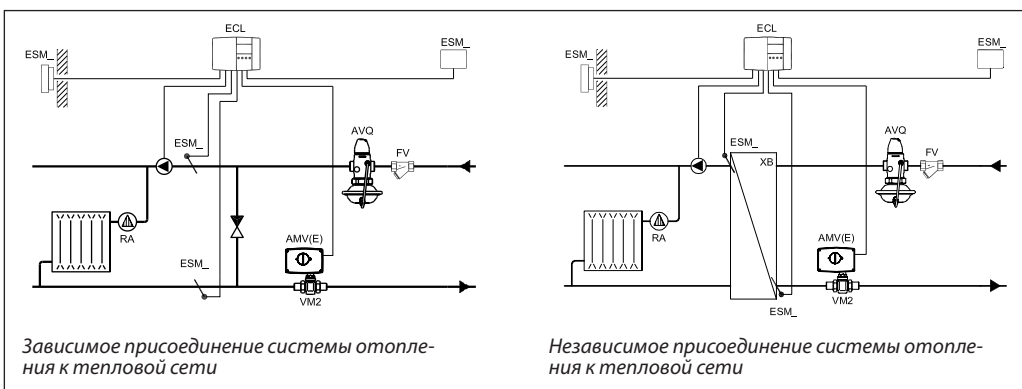 ECL
ESM_
ESM_
ESM_
AVQ
FV
RA
ESM_
AMV(E)
VM2
Зависимое присоединение системы отопле-
ния к тепловой сети
ECL
ESM_
ESM_
ESM_
XB
AVQ
FV
RA
AMV(E)
VM2
ESM_
Независимое присоединение системы отопле-
ния к тепловой сети